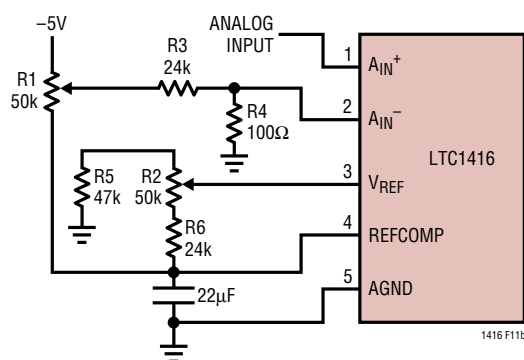 –5V
ANALOG
INPUT
R1
50k
R3
24k
R4
100Ω
R5
47k
R2
50k
R6
24k
22µF
1
2
3
4
5
AIN+
AIN–
LTC1416
VREF
REFCOMP
AGND
1416 F11b